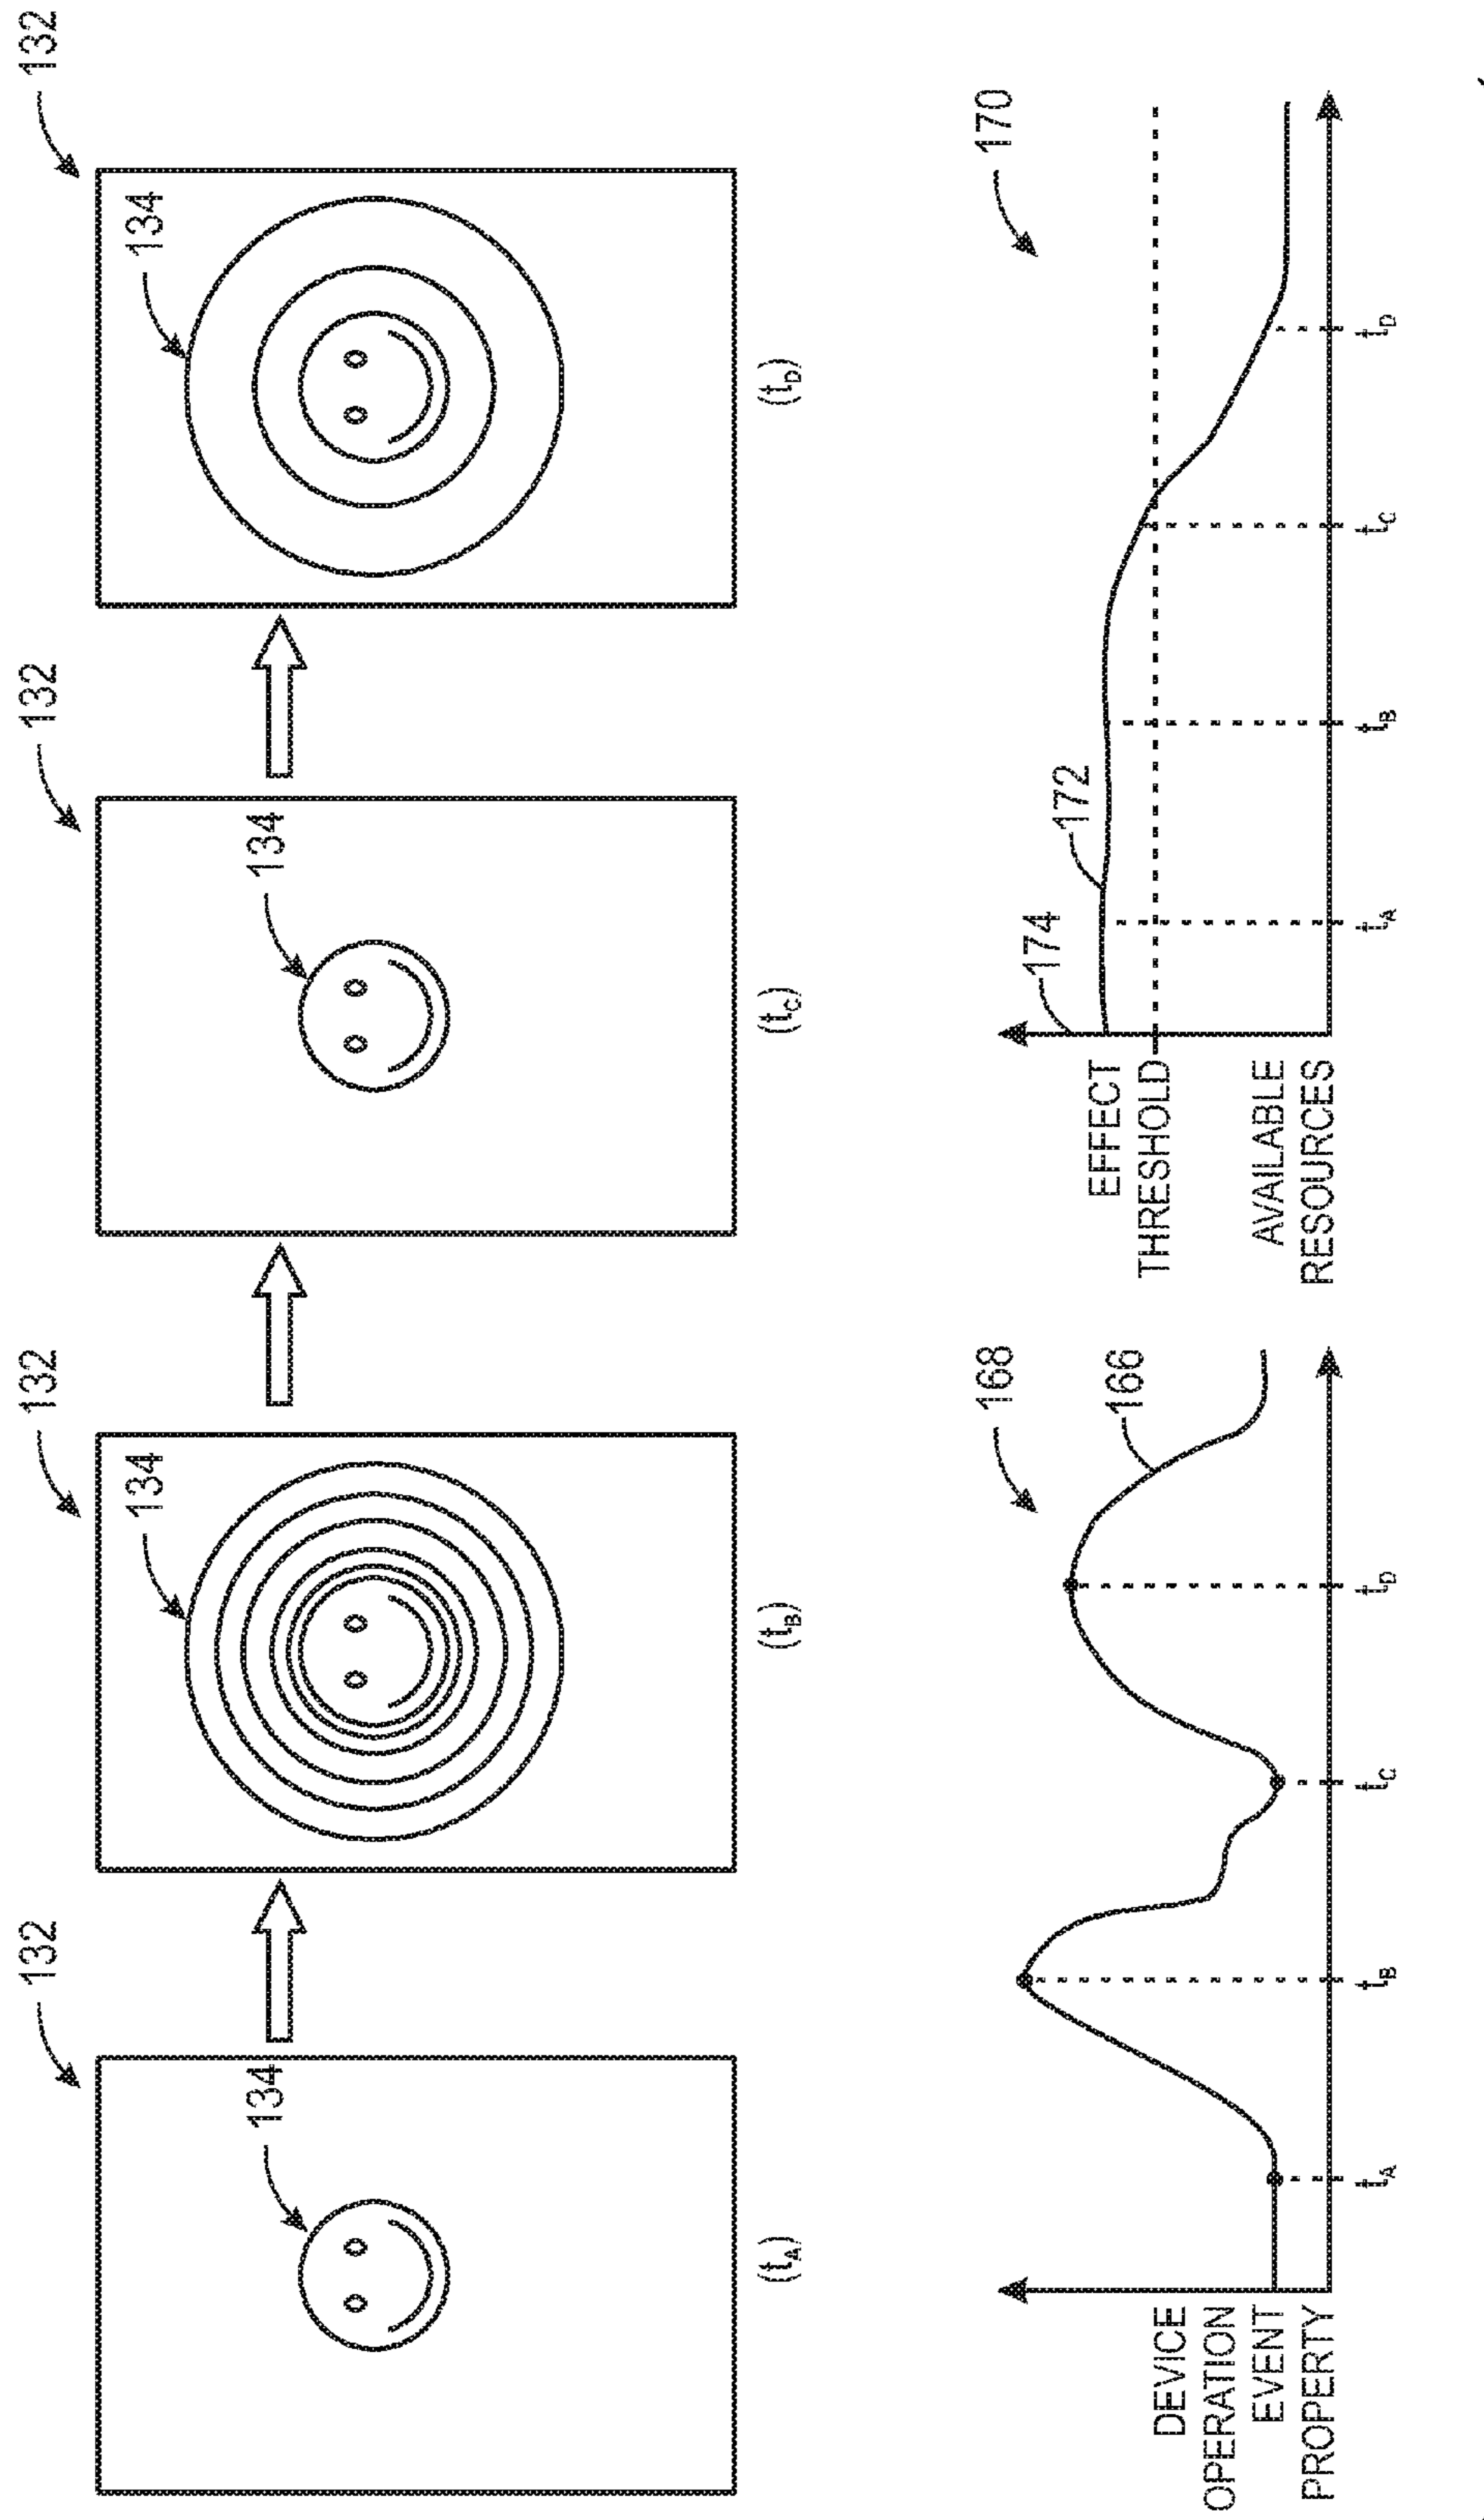 132
132
132
132
134
134
134
134
(tA)
(tB)
(tC)
(tD)
168
166
DEVICE
OPERATION
EVENT
PROPERTY
tA
tB
tC
tD
170
174
172
EFFECT
THRESHOLD
AVAILABLE
RESOURCES
tA
tB
tC
tD